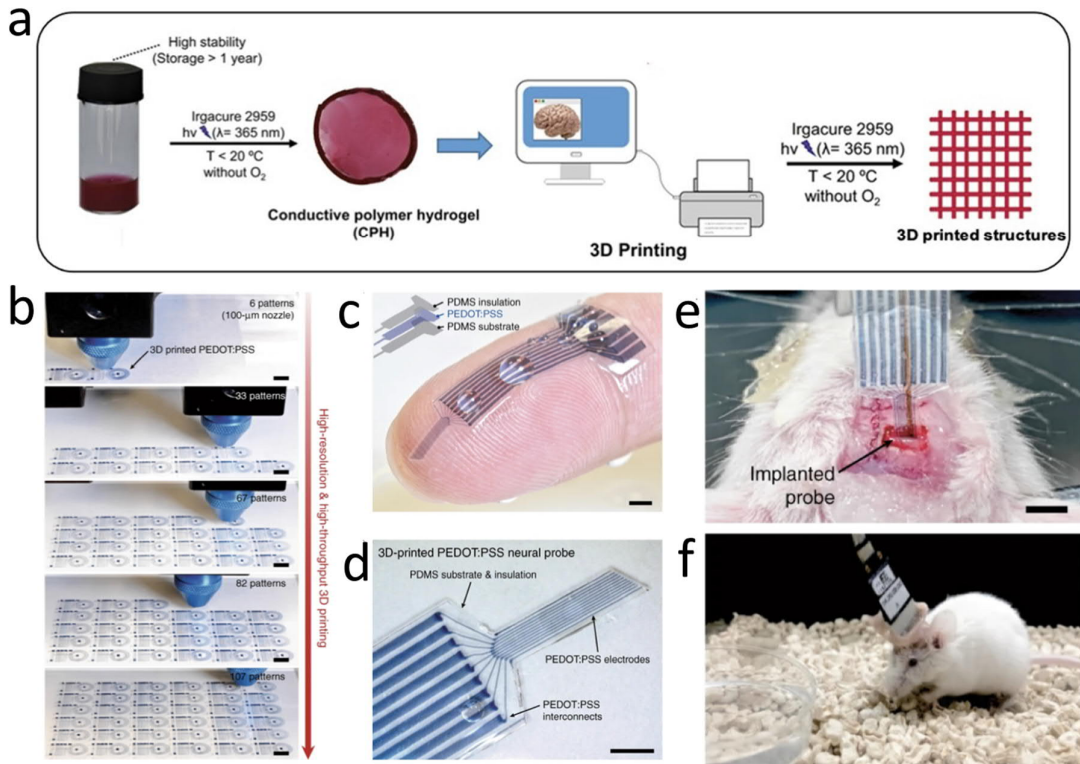 a
High stability
(Storage > 1 year)
Irgacure 2959
hν (λ= 365 nm)
T < 20 ºC
without O2
Conductive polymer hydrogel
(CPH)
3D Printing
Irgacure 2959
hν (λ= 365 nm)
T < 20 ºC
without O2
3D printed structures
b
6 patterns
(100-µm nozzle)
3D printed PEDOT:PSS
33 patterns
67 patterns
82 patterns
107 patterns
High-resolution & high-throughput 3D printing
c
PDMS insulation
PEDOT:PSS
PDMS substrate
d
3D-printed PEDOT:PSS neural probe
PDMS substrate & insulation
PEDOT:PSS electrodes
PEDOT:PSS
interconnects
e
Implanted
probe
f